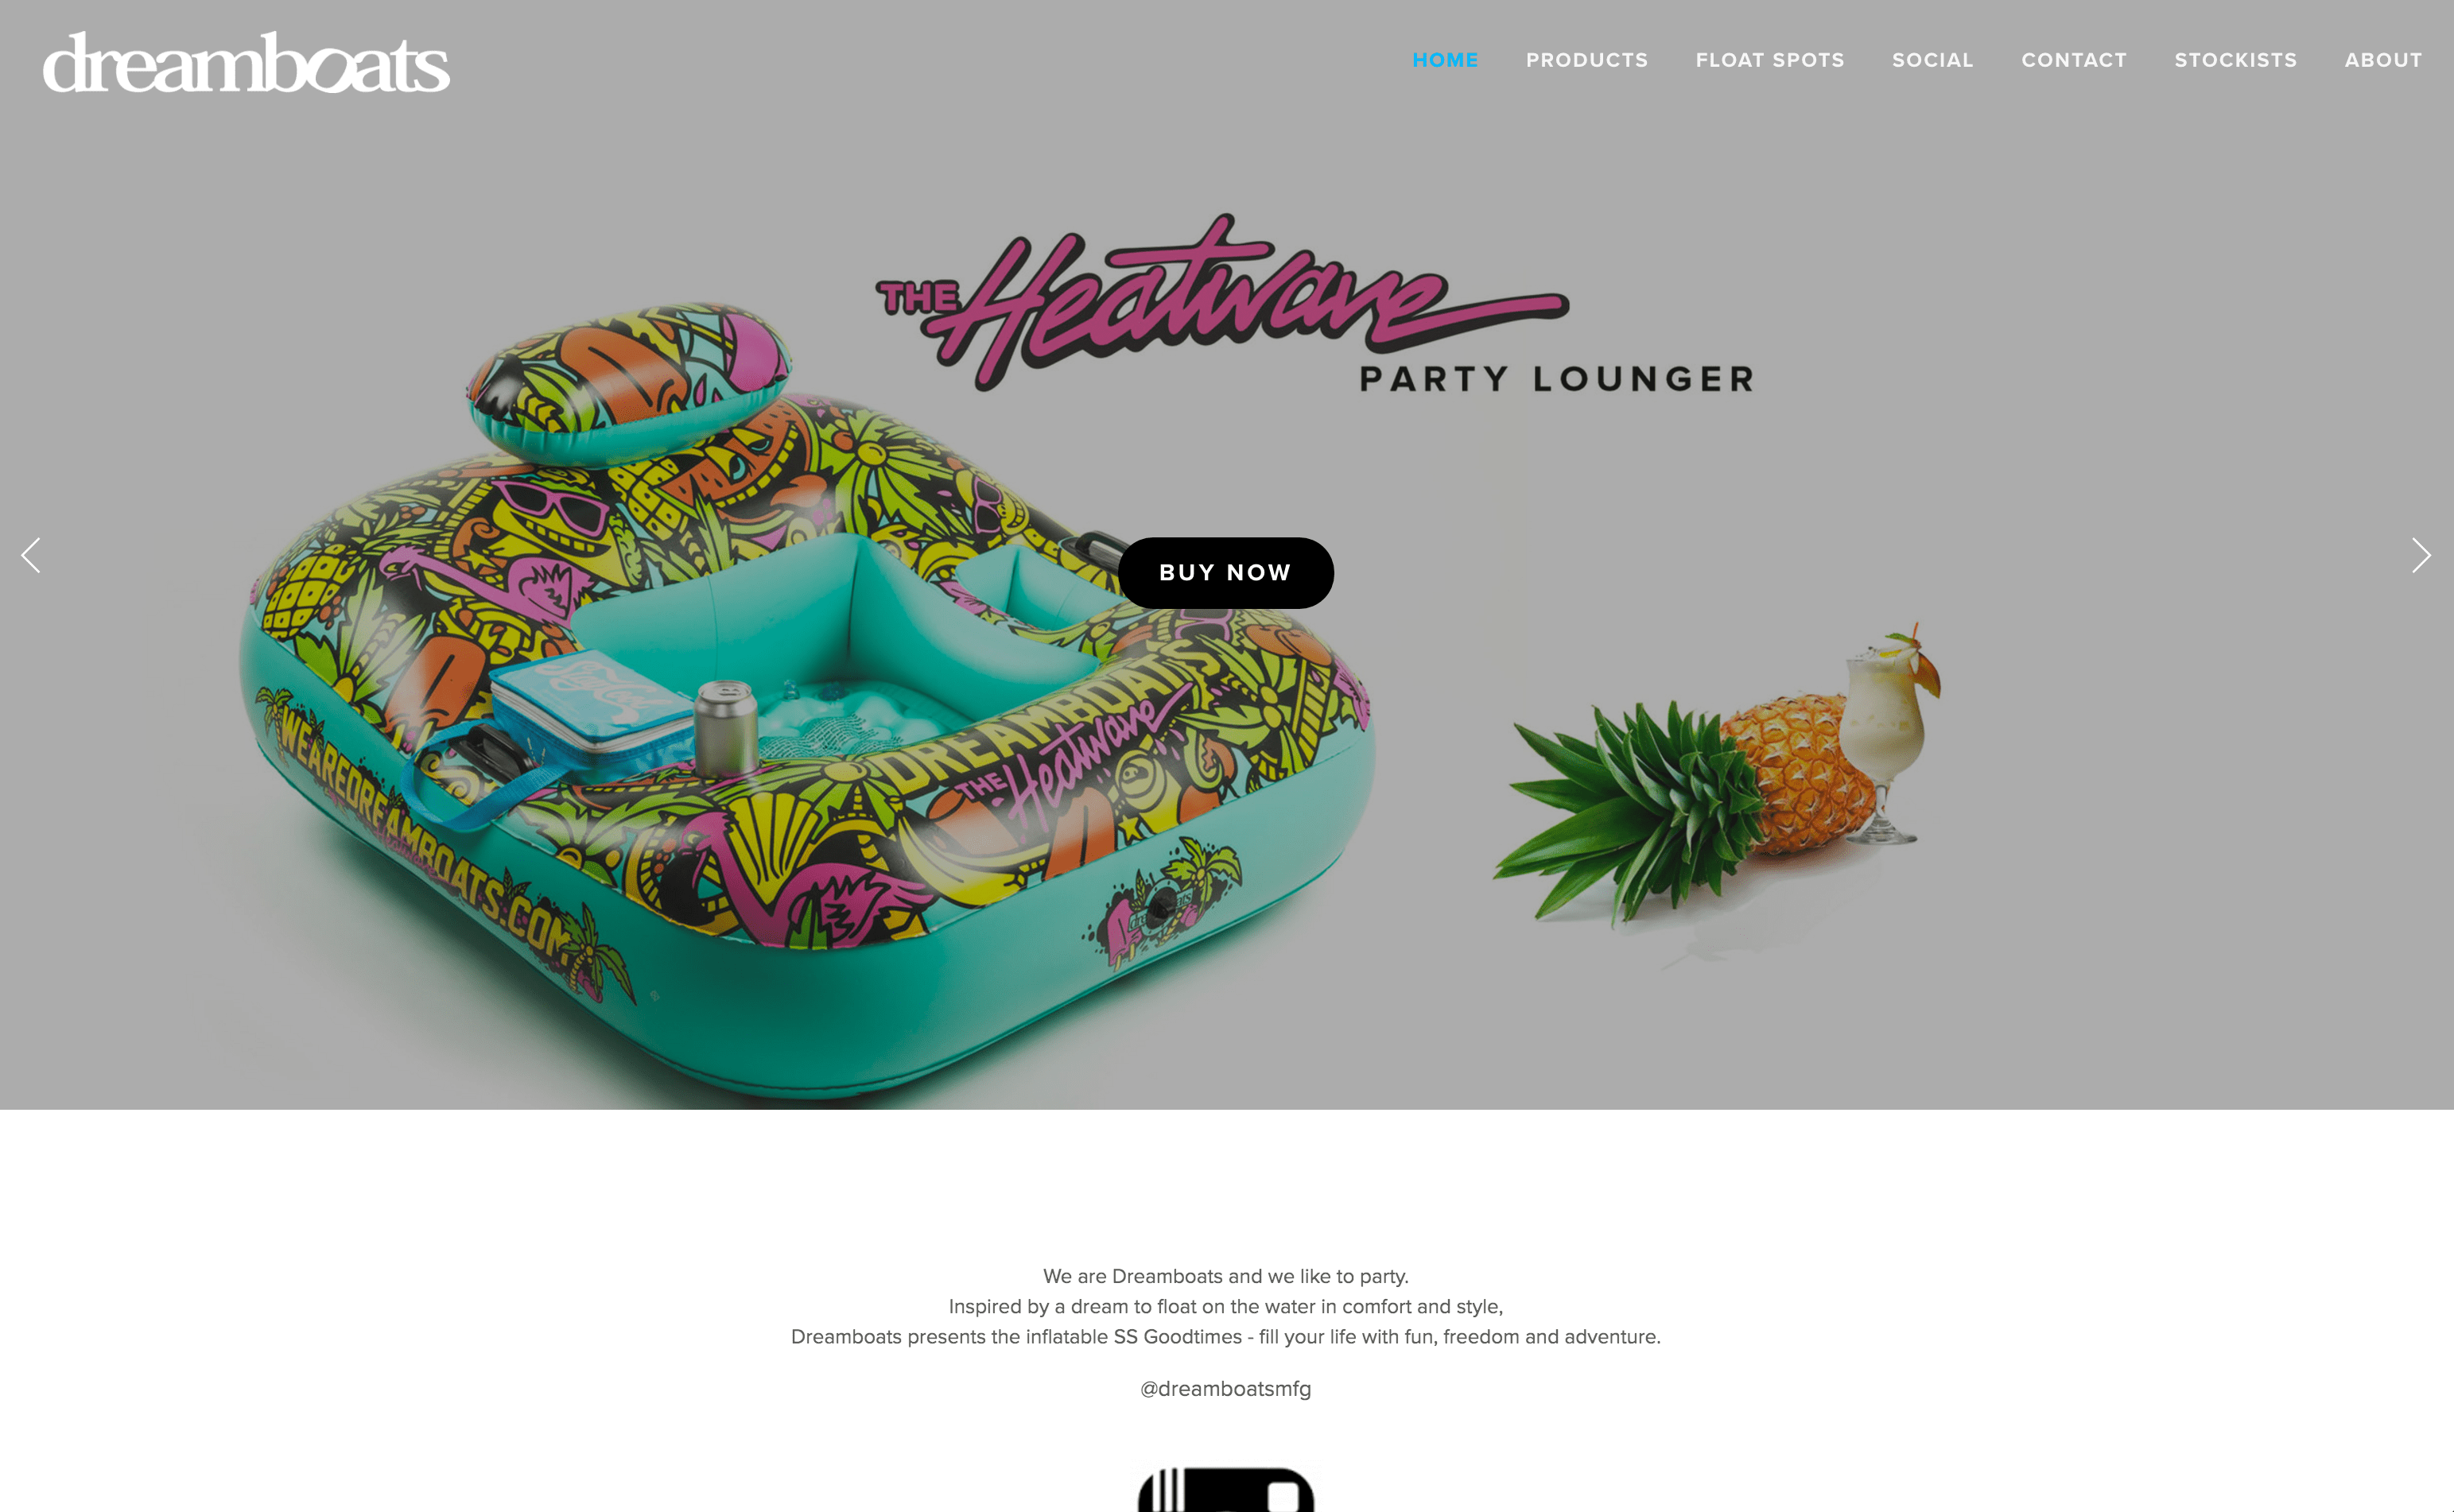 dreamboats
HOME PRODUCTS FLOAT SPOTS SOCIAL CONTACT STOCKISTS ABOUT
THE Heatwave
PARTY LOUNGER
BUY NOW
Stay Cool
DREAMBOATS
THE Heatwave
WEAREDREAMBOATS.COM
We are Dreamboats and we like to party.
Inspired by a dream to float on the water in comfort and style,
Dreamboats presents the inflatable SS Goodtimes - fill your life with fun, freedom and adventure.
@dreamboatsmfg